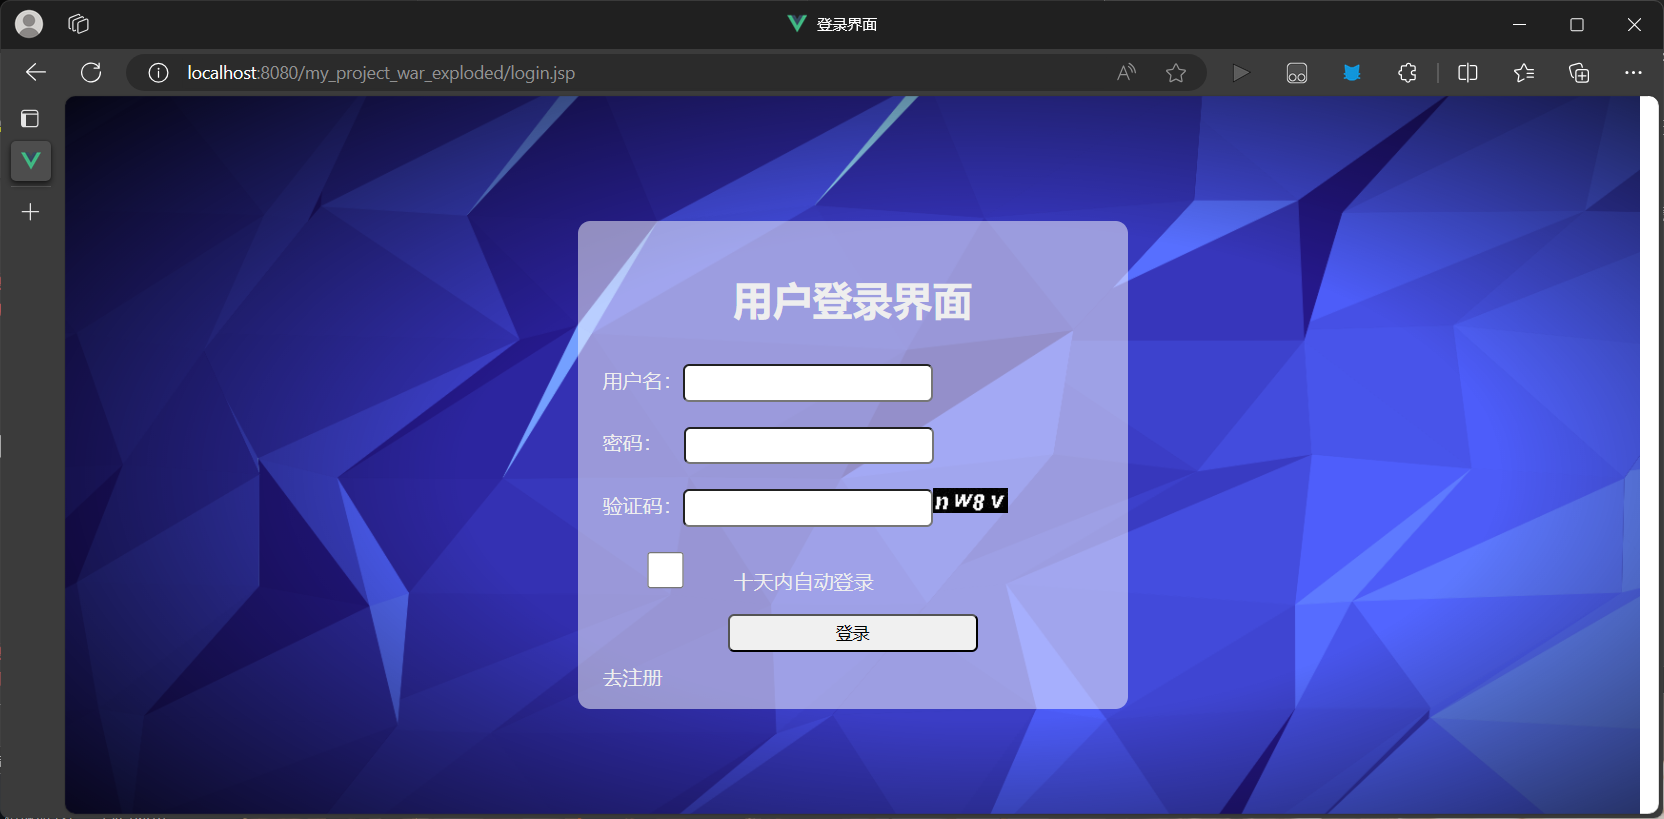 登录界面
localhost:8080/my_project_war_exploded/login.jsp
用户登录界面
用户名：
密码：
验证码：
nW8V
十天内自动登录
登录
去注册